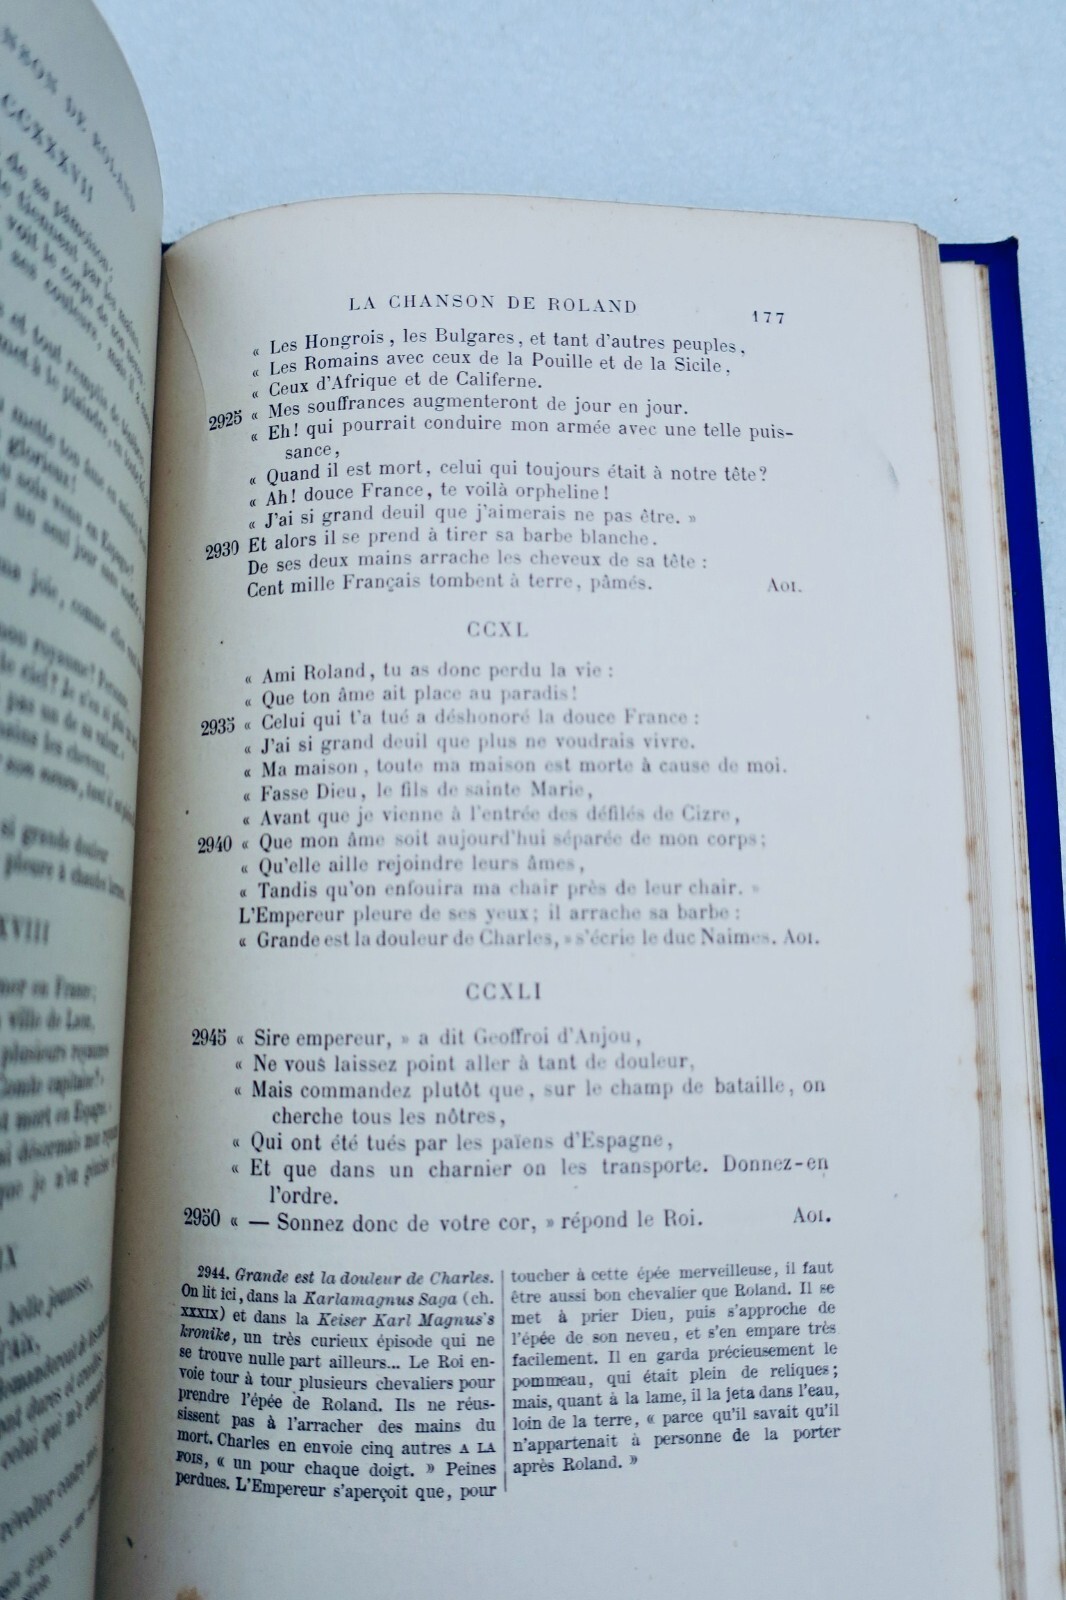 NSON DE ROLAND
CCXXXVII
LA CHANSON DE ROLAND
177
« Les Hongrois, les Bulgares, et tant d'autres peuples,
« Les Romains avec ceux de la Pouille et de la Sicile,
« Ceux d'Afrique et de Califerne.
2925 « Mes souffrances augmenteront de jour en jour.
« Eh! qui pourrait conduire mon armée avec une telle puis-
sance,
« Quand il est mort, celui qui toujours était à notre tête?
« Ah! douce France, te voilà orpheline!
« J'ai si grand deuil que j'aimerais ne pas être. »
2930 Et alors il se prend à tirer sa barbe blanche.
De ses deux mains arrache les cheveux de sa tête :
Cent mille Français tombent à terre, pâmés. Aoi.
CCXL
« Ami Roland, tu as donc perdu la vie :
« Que ton âme ait place au paradis!
2935 « Celui qui t'a tué a déshonoré la douce France :
« J'ai si grand deuil que plus ne voudrais vivre.
« Ma maison, toute ma maison est morte à cause de moi.
« Fasse Dieu, le fils de sainte Marie,
« Avant que je vienne à l'entrée des défilés de Cizre,
2940 « Que mon âme soit aujourd'hui séparée de mon corps;
« Qu'elle aille rejoindre leurs âmes,
« Tandis qu'on enfouira ma chair près de leur chair. »
L'Empereur pleure de ses yeux; il arrache sa barbe :
« Grande est la douleur de Charles, » s'écrie le duc Naimes. Aoi.
CCXLI
2945 « Sire empereur, » a dit Geoffroi d'Anjou,
« Ne vous laissez point aller à tant de douleur,
« Mais commandez plutôt que, sur le champ de bataille, on
cherche tous les nôtres,
« Qui ont été tués par les païens d'Espagne,
« Et que dans un charnier on les transporte. Donnez-en
l'ordre.
2950 « — Sonnez donc de votre cor, » répond le Roi. Aoi.
2944. Grande est la douleur de Charles.
On lit ici, dans la Karlamagnus Saga (ch.
XXXIX) et dans la Keiser Karl Magnus's
kronike, un très curieux épisode qui ne
se trouve nulle part ailleurs... Le Roi en-
voie tour à tour plusieurs chevaliers pour
prendre l'épée de Roland. Ils ne réus-
sissent pas à l'arracher des mains du
mort. Charles en envoie cinq autres A LA
FOIS, « un pour chaque doigt. » Peines
perdues. L'Empereur s'aperçoit que, pour
toucher à cette épée merveilleuse, il faut
être aussi bon chevalier que Roland. Il se
met à prier Dieu, puis s'approche de
l'épée de son neveu, et s'en empare très
facilement. Il en garda précieusement le
pommeau, qui était plein de reliques;
mais, quant à la lame, il la jeta dans l'eau,
loin de la terre, « parce qu'il savait qu'il
n'appartenait à personne de la porter
après Roland. »